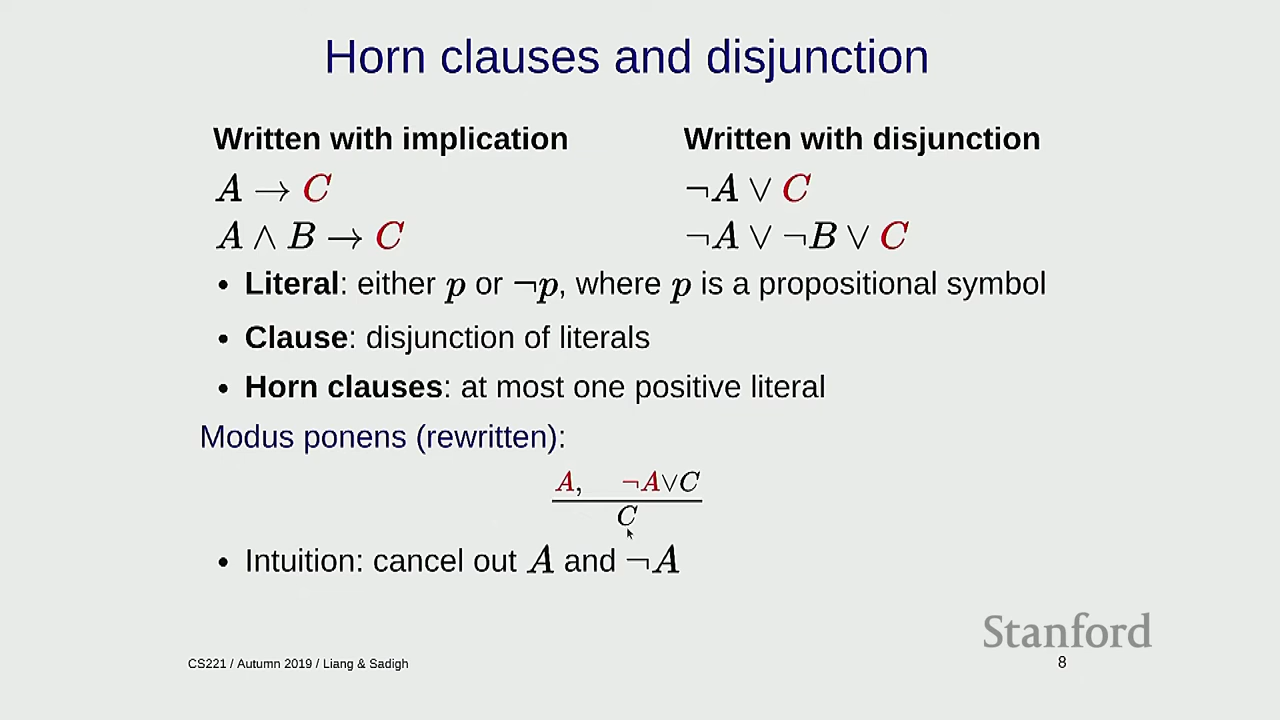 Horn clauses and disjunction
Written with implication
Written with disjunction
A → C
¬A ∨ C
A ∧ B → C
¬A ∨ ¬B ∨ C
• Literal: either p or ¬p, where p is a propositional symbol
• Clause: disjunction of literals
• Horn clauses: at most one positive literal
Modus ponens (rewritten):
A, ¬A∨C
C
• Intuition: cancel out A and ¬A
Stanford
CS221 / Autumn 2019 / Liang & Sadigh
8